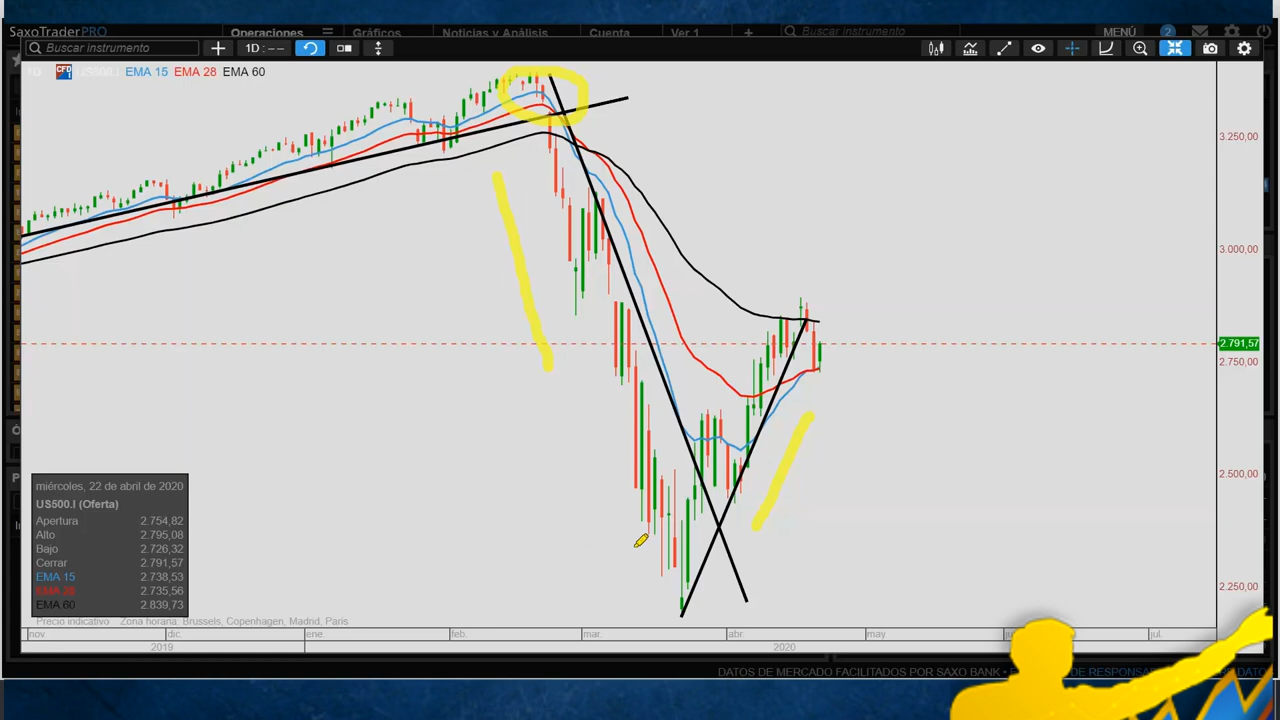 SaxoTraderPRO Operaciones Gráficos Noticias y Análisis Cuenta Ver 1 + Buscar instrumento MENÚ 2
Buscar instrumento 1D
1D CFD US500.I EMA 15 EMA 28 EMA 60
3.250,00
3.000,00
2.791,57
2.750,00
2.500,00
2.250,00
miércoles, 22 de abril de 2020
US500.I (Oferta)
Apertura 2.754,82
Alto 2.795,08
Bajo 2.726,32
Cerrar 2.791,57
EMA 15 2.738,53
EMA 28 2.735,56
EMA 60 2.839,73
Precio indicativo Zona horaria: Brussels, Copenhagen, Madrid, Paris
nov. dic. ene. feb. mar. abr. may. jul.
2019 2020
DATOS DE MERCADO FACILITADOS POR SAXO BANK •